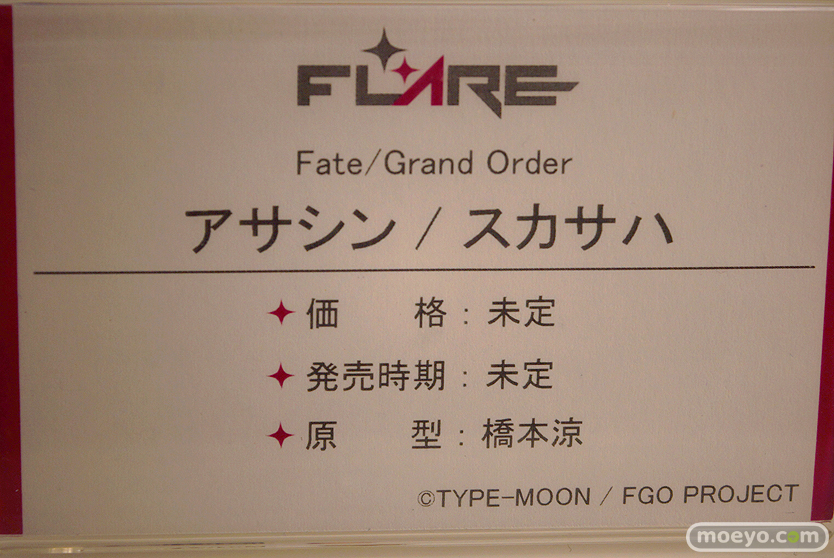 FLARE
Fate/Grand Order
アサシン / スカサハ
価　　格：未定
発売時期：未定
原　　型：橋本涼
©TYPE-MOON / FGO PROJECT
moeyo.com